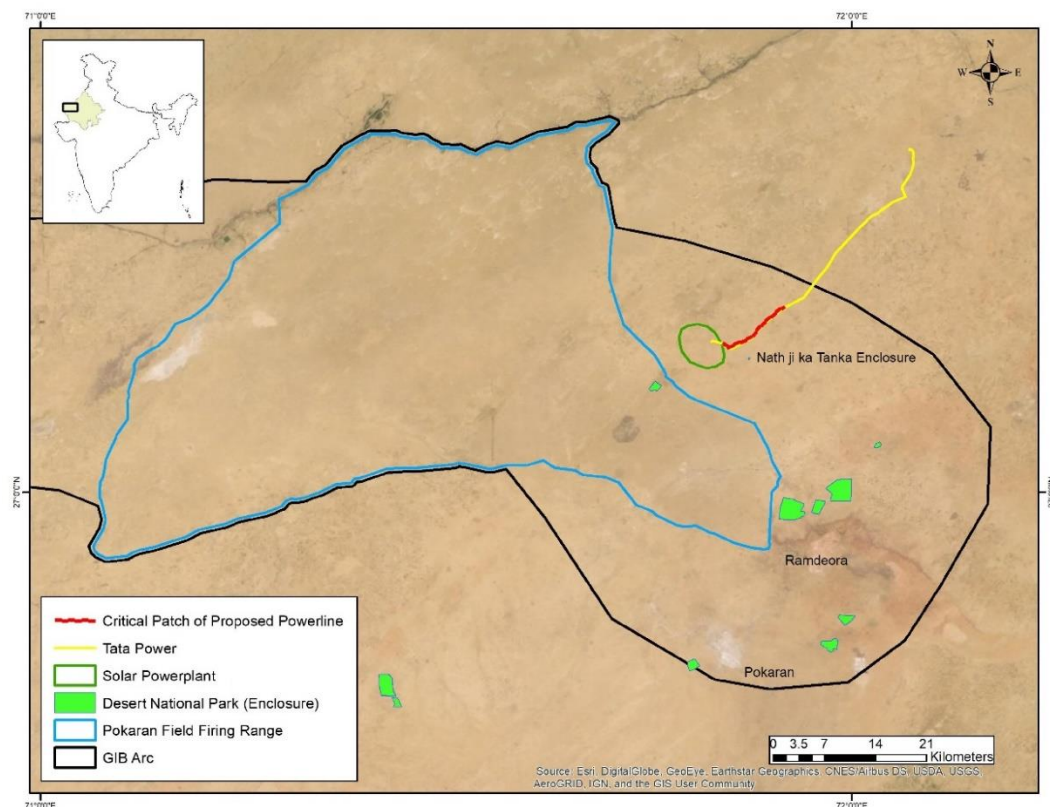 71°0'0"E
72°0'0"E
N
W
E
S
Nath ji ka Tanka Enclosure
27°0'0"N
Ramdeora
Pokaran
Critical Patch of Proposed Powerline
Tata Power
Solar Powerplant
Desert National Park (Enclosure)
Pokaran Field Firing Range
GIB Arc
0 3.5 7 14 21
Kilometers
Source: Esri, DigitalGlobe, GeoEye, Earthstar Geographics, CNES/Airbus DS, USDA, USGS,
AeroGRID, IGN, and the GIS User Community
71°0'0"E
72°0'0"E